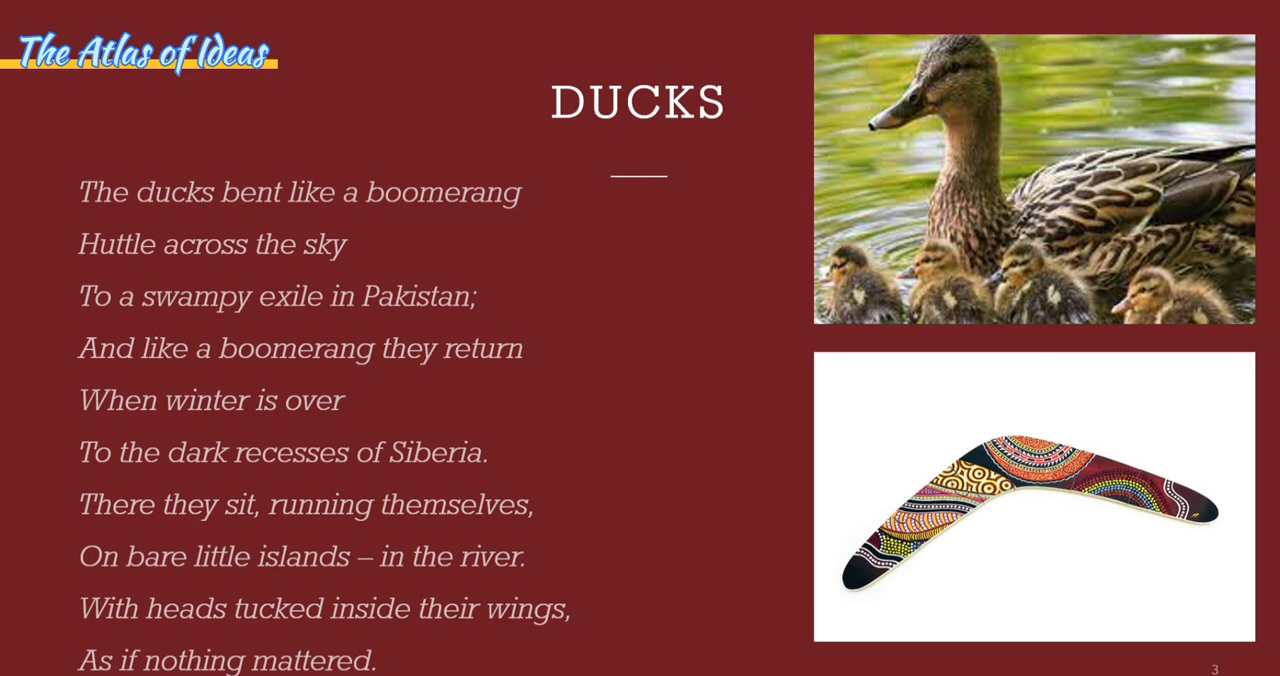 The Atlas of Ideas
DUCKS
The ducks bent like a boomerang
Huttle across the sky
To a swampy exile in Pakistan;
And like a boomerang they return
When winter is over
To the dark recesses of Siberia.
There they sit, running themselves,
On bare little islands – in the river.
With heads tucked inside their wings,
As if nothing mattered.
3